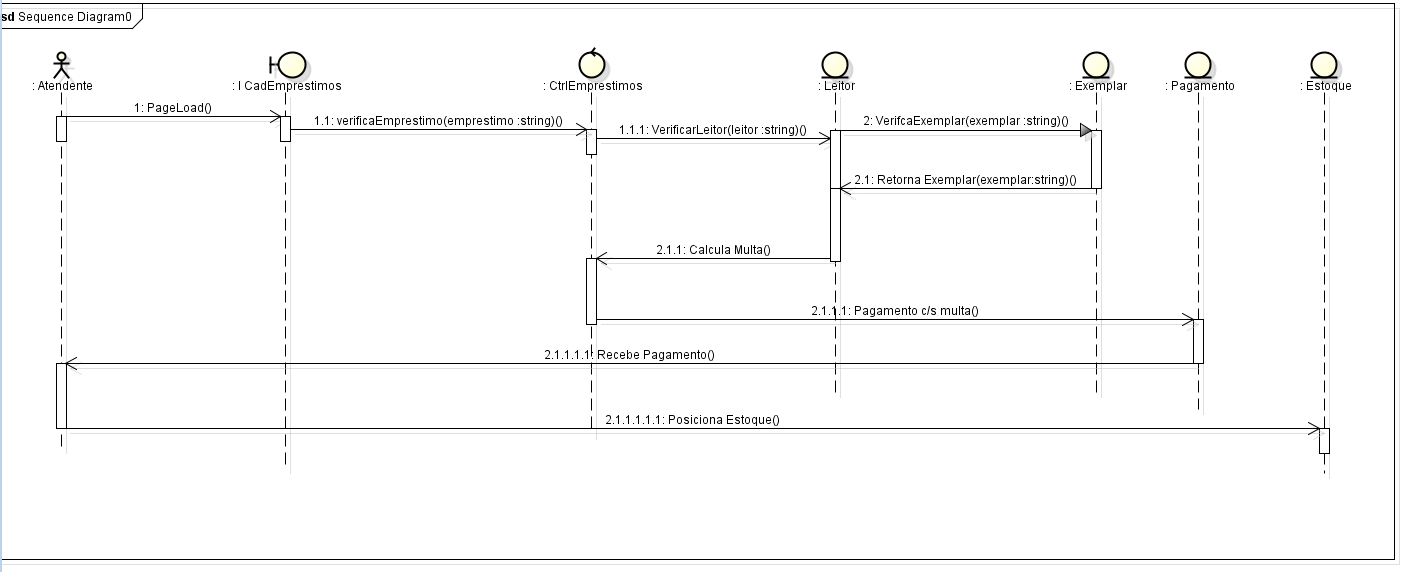 sd Sequence Diagram0
: Atendente
: I CadEmprestimos
: CtrlEmprestimos
: Leitor
: Exemplar
: Pagamento
: Estoque
1: PageLoad()
1.1: verificaEmprestimo(emprestimo :string)()
1.1.1: VerificarLeitor(leitor :string)()
2: VerifcaExemplar(exemplar :string)()
2.1: Retorna Exemplar(exemplar:string)()
2.1.1: Calcula Multa()
2.1.1.1: Pagamento c/s multa()
2.1.1.1.1: Recebe Pagamento()
2.1.1.1.1.1: Posiciona Estoque()